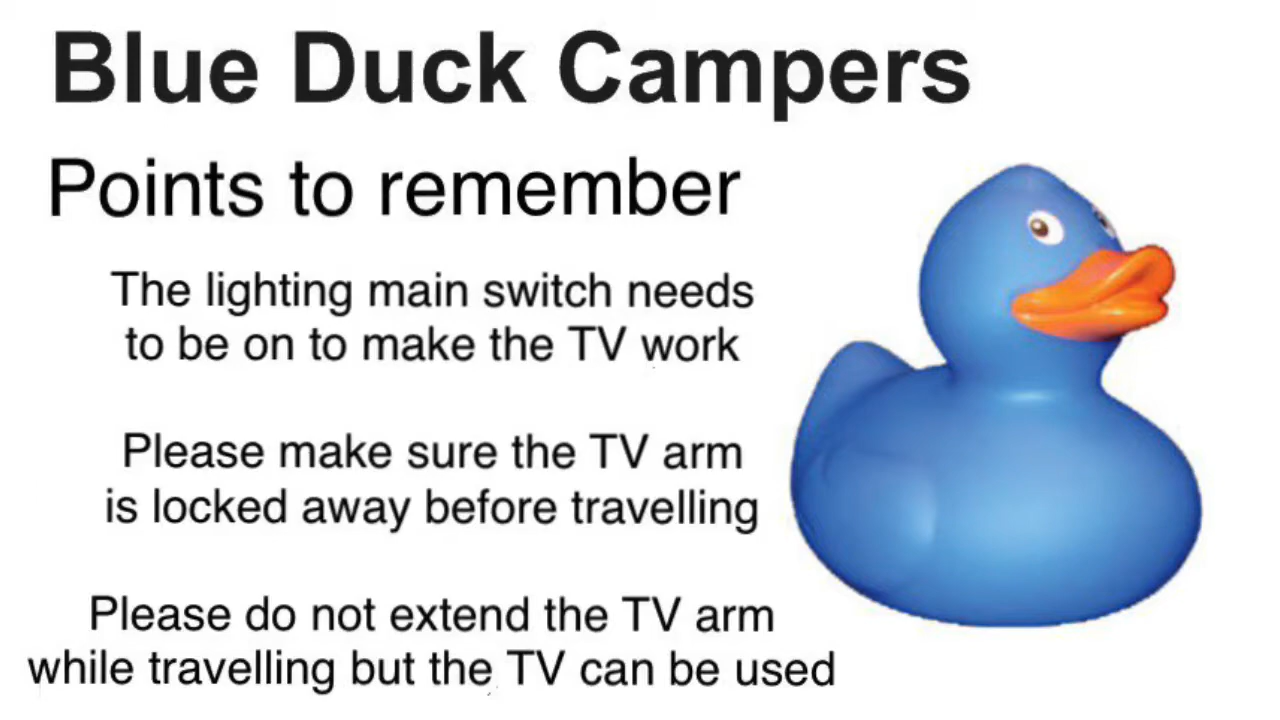 Blue Duck Campers
Points to remember
The lighting main switch needs
to be on to make the TV work
Please make sure the TV arm
is locked away before travelling
Please do not extend the TV arm
while travelling but the TV can be used